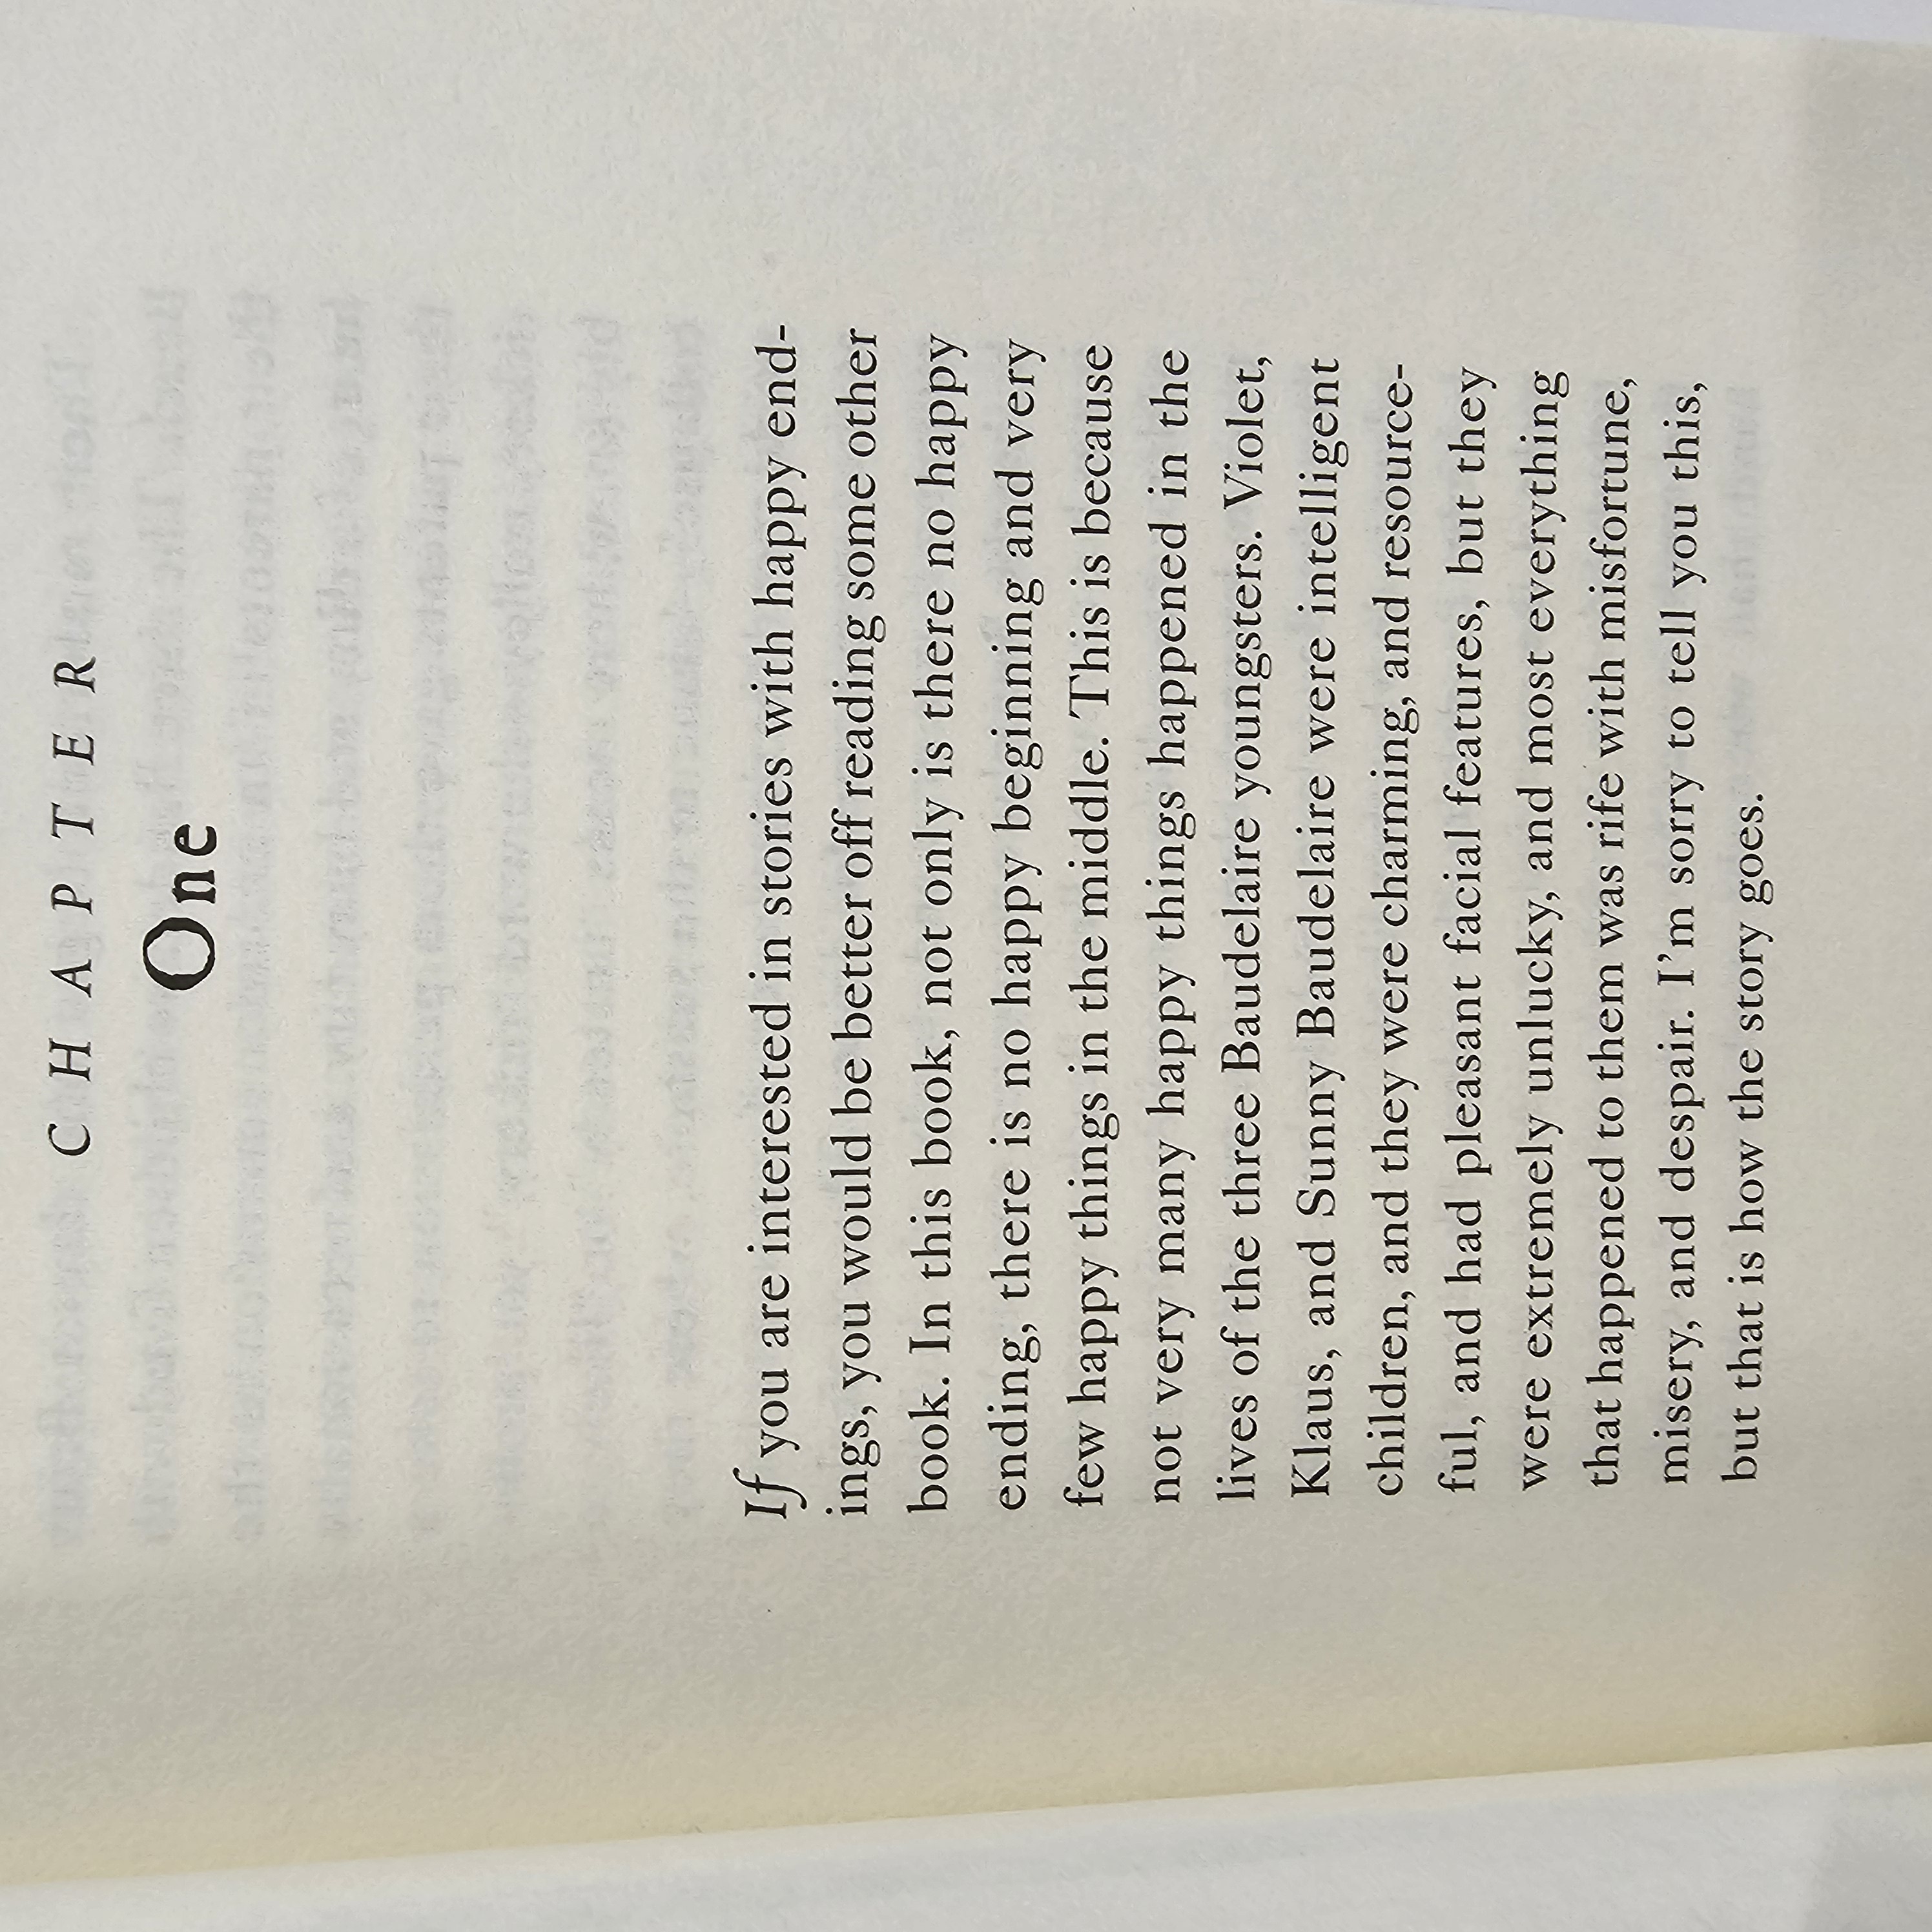 CHAPTER
One
If you are interested in stories with happy end-
ings, you would be better off reading some other
book. In this book, not only is there no happy
ending, there is no happy beginning and very
few happy things in the middle. This is because
not very many happy things happened in the
lives of the three Baudelaire youngsters. Violet,
Klaus, and Sunny Baudelaire were intelligent
children, and they were charming, and resource-
ful, and had pleasant facial features, but they
were extremely unlucky, and most everything
that happened to them was rife with misfortune,
misery, and despair. I’m sorry to tell you this,
but that is how the story goes.